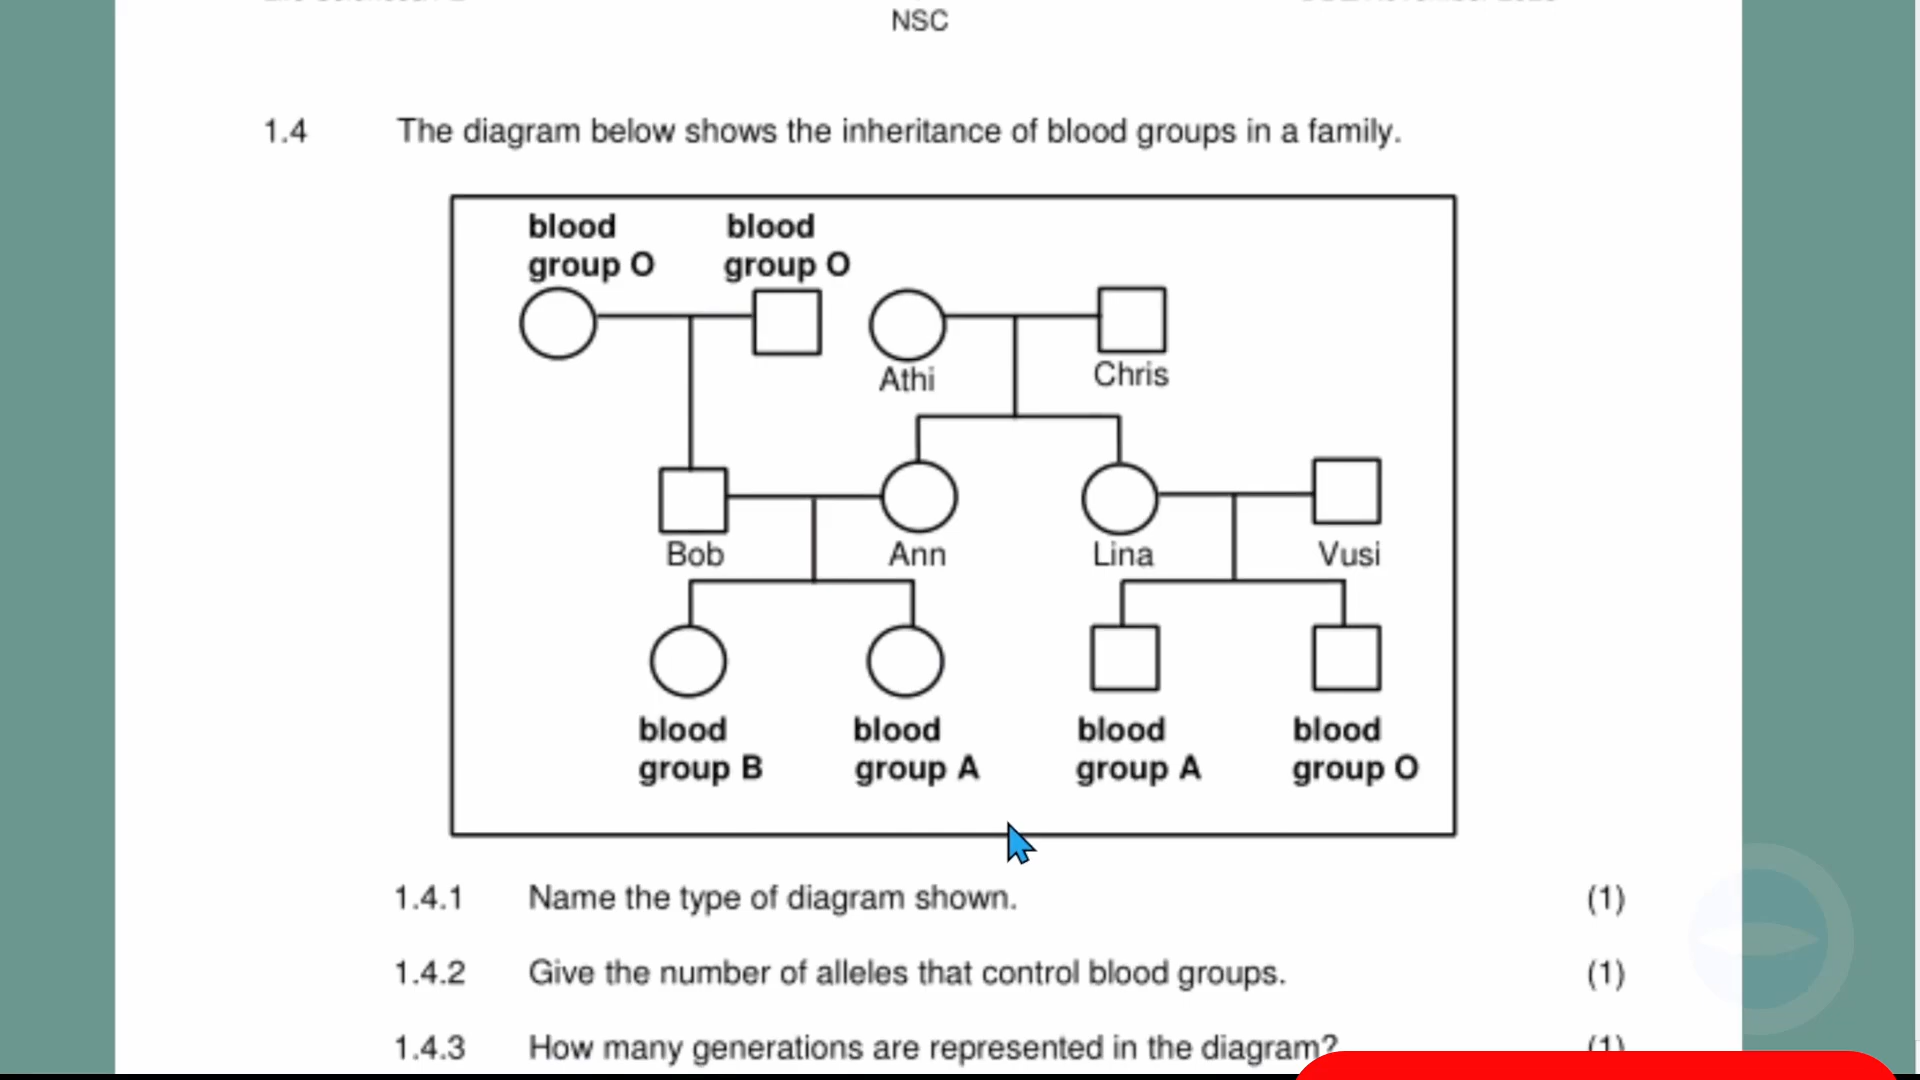 NSC
1.4 The diagram below shows the inheritance of blood groups in a family.
blood group O
blood group O
Athi
Chris
Bob
Ann
Lina
Vusi
blood group B
blood group A
blood group A
blood group O
1.4.1 Name the type of diagram shown. (1)
1.4.2 Give the number of alleles that control blood groups. (1)
1.4.3 How many generations are represented in the diagram? (1)